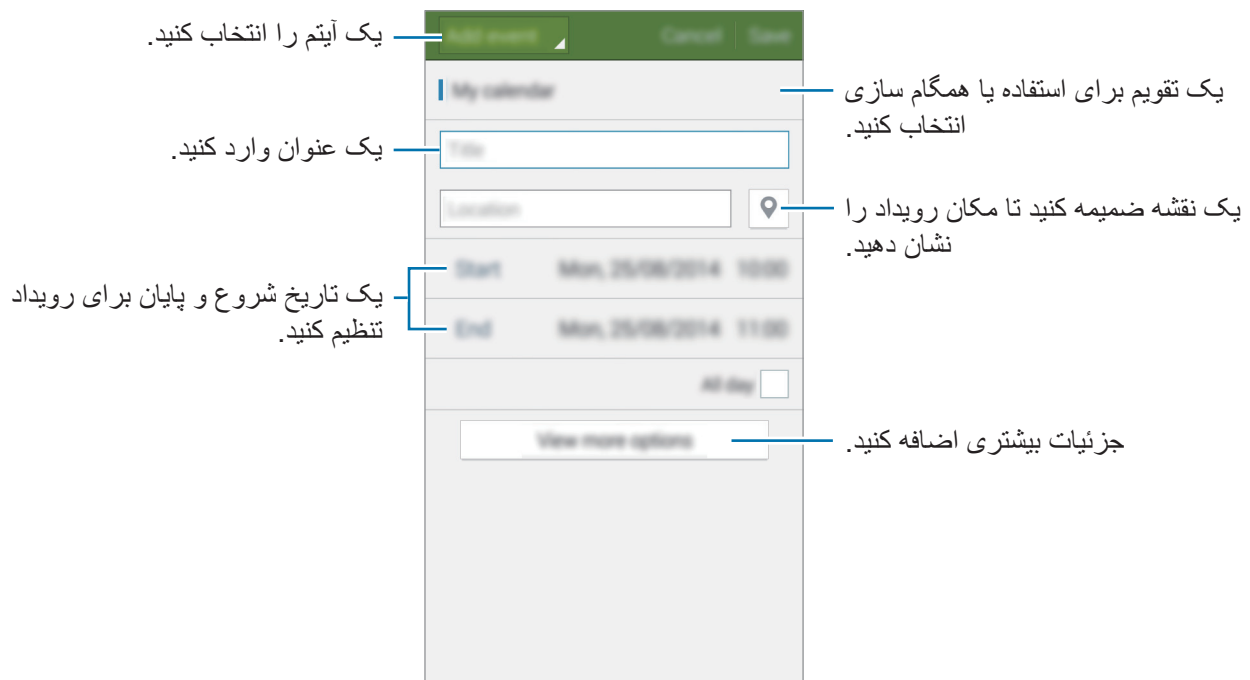 یک آیتم را انتخاب کنید.
Add event
Cancel
Save
My calendar
یک تقویم برای استفاده یا همگام سازی
انتخاب کنید.
یک عنوان وارد کنید.
Title
Location
یک نقشه ضمیمه کنید تا مکان رویداد را
نشان دهید.
Start Mon, 25/08/2014 10:00
یک تاریخ شروع و پایان برای رویداد
تنظیم کنید.
End Mon, 25/08/2014 11:00
All day
View more options
جزئیات بیشتری اضافه کنید.